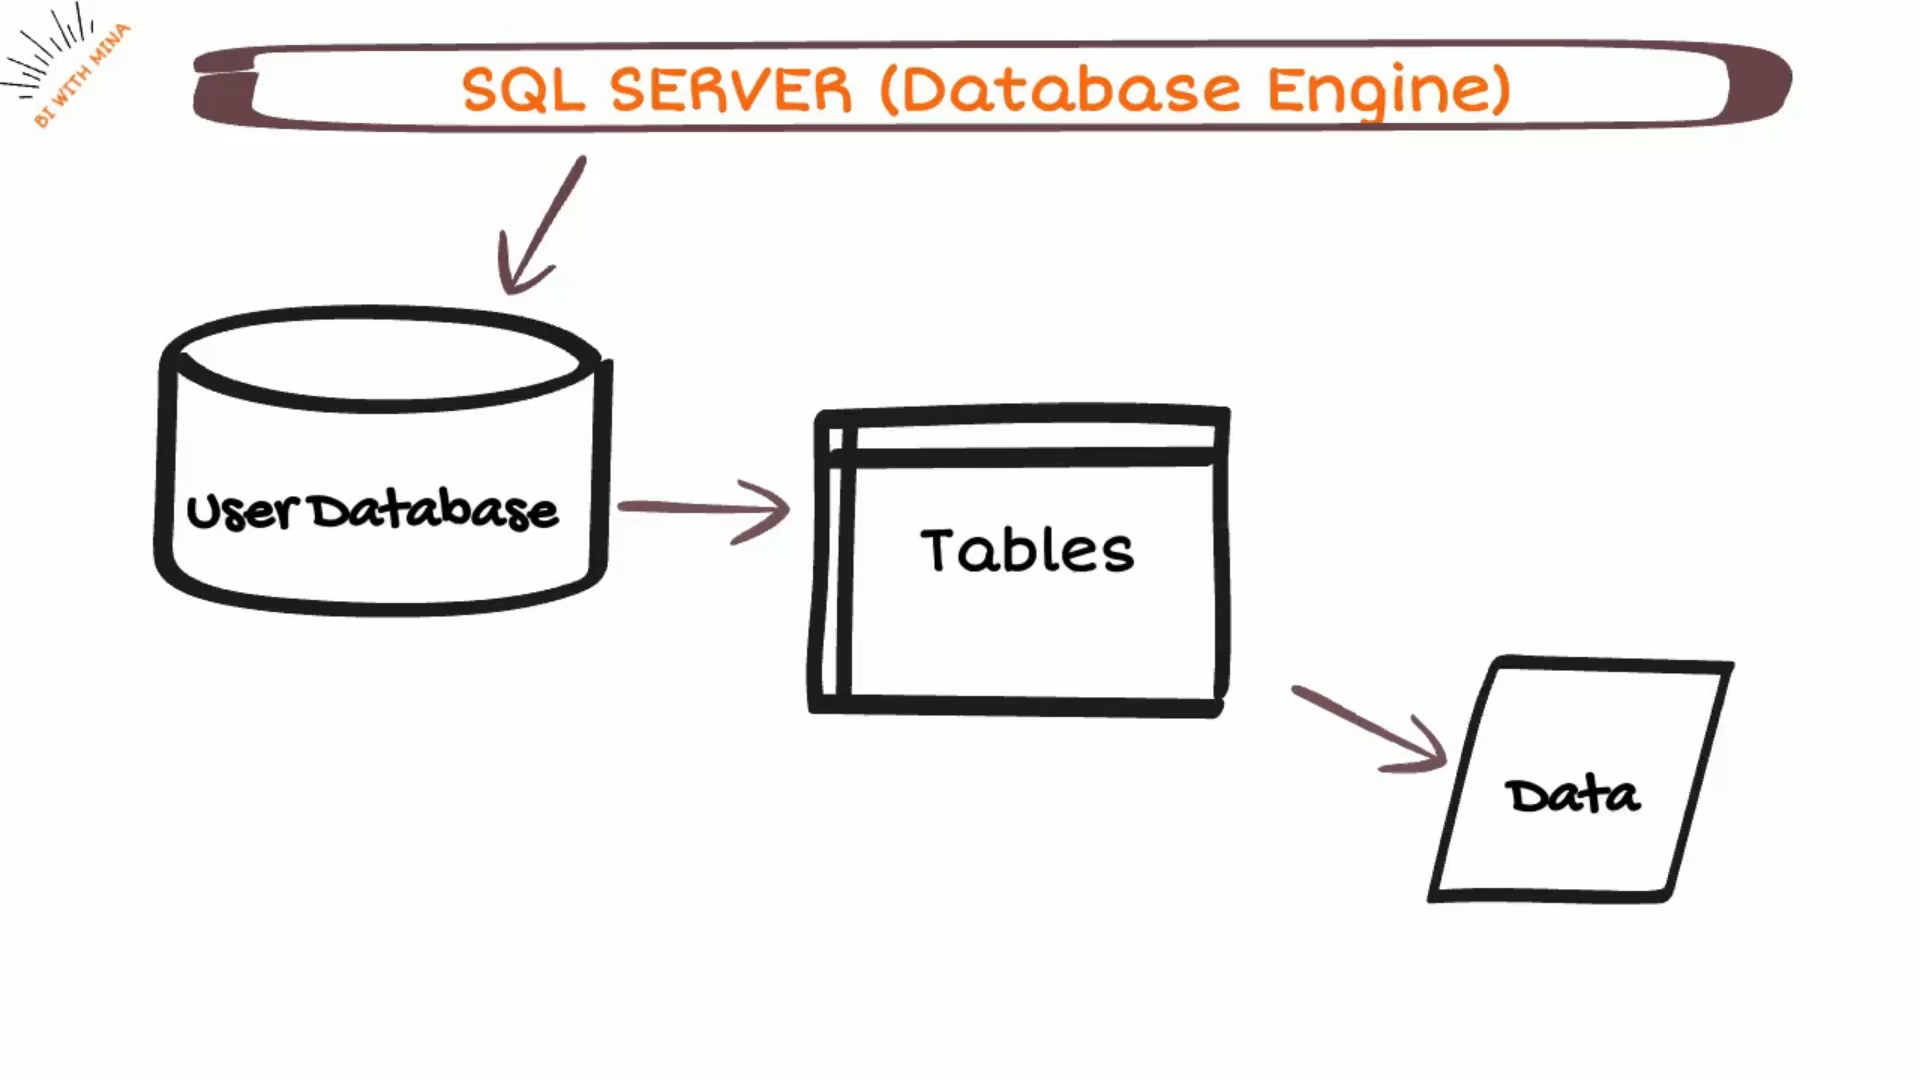 BI WITH MINA
SQL SERVER (Database Engine)
User Database
Tables
Data